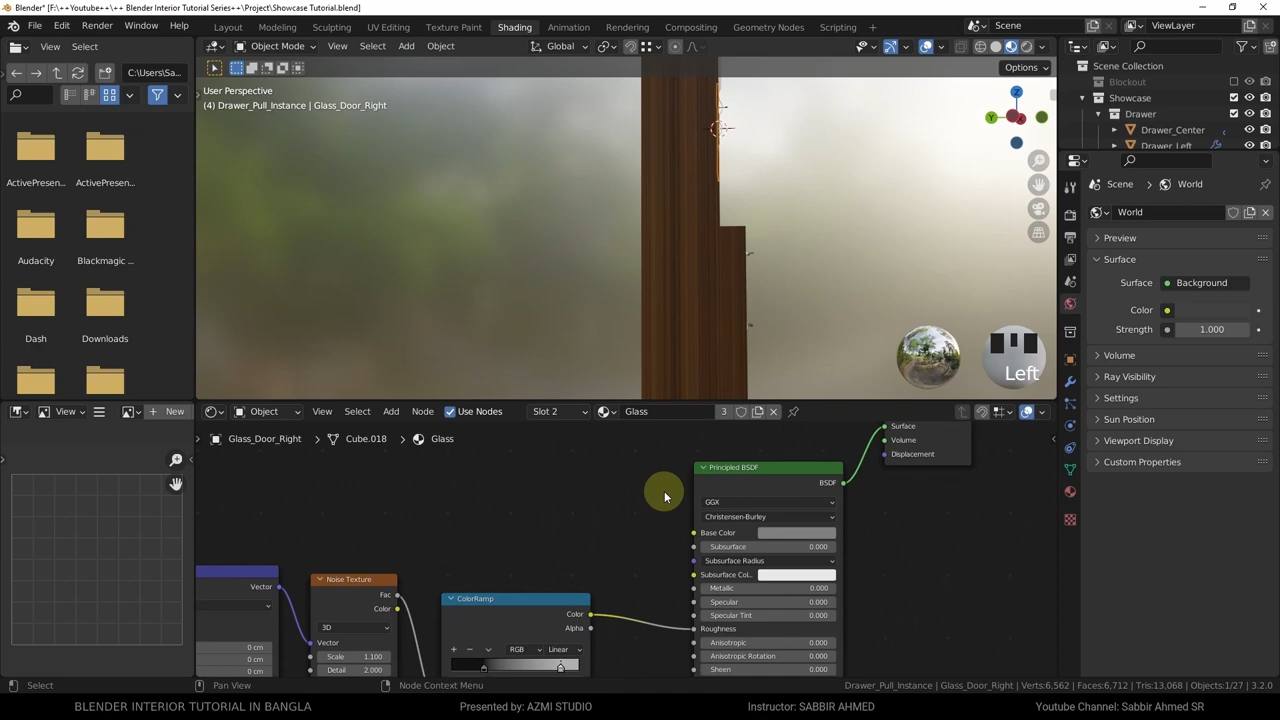 Blender* [F:\++Youtube++\++ Blender Interior Tutorial Series++\Project\Showcase Tutorial.blend]
File Edit Render Window Help Layout Modeling Sculpting UV Editing Texture Paint Shading Animation Rendering Compositing Geometry Nodes Scripting Scene ViewLayer
View Select Object Mode View Select Add Object Global
C:\Users\Sa... Options Scene Collection
User Perspective Blockout
(4) Drawer_Pull_Instance | Glass_Door_Right Showcase
Drawer
Drawer_Center
Drawer_Left
ActivePresen... ActivePresen...
Scene World
World
Preview
Surface
Audacity Blackmagic ...
Surface Background
Color
Strength 1.000
Dash Downloads
Volume
Ray Visibility
Settings
Sun Position
Viewport Display
Custom Properties
Left
View New Object View Select Add Node Use Nodes Slot 2 Glass 3
Glass_Door_Right Cube.018 Glass
Surface
Volume
Displacement
Principled BSDF
BSDF
GGX
Christensen-Burley
Base Color
Subsurface 0.000
Subsurface Radius
Subsurface Col...
Metallic 0.000
Specular 0.000
Specular Tint 0.000
Roughness
Anisotropic 0.000
Anisotropic Rotation 0.000
Sheen 0.000
Vector
0 cm
0 cm
0 cm
Noise Texture
Fac
Color
3D
Vector
Scale 1.100
Detail 2.000
ColorRamp
Color
Alpha
RGB Linear
X Y Z
Select Pan View Node Context Menu Drawer_Pull_Instance | Glass_Door_Right | Verts:6,562 | Faces:6,712 | Tris:13,068 | Objects:1/27 | 3.2.0
BLENDER INTERIOR TUTORIAL IN BANGLA Presented by: AZMI STUDIO Instructor: SABBIR AHMED Youtube Channel: Sabbir Ahmed SR